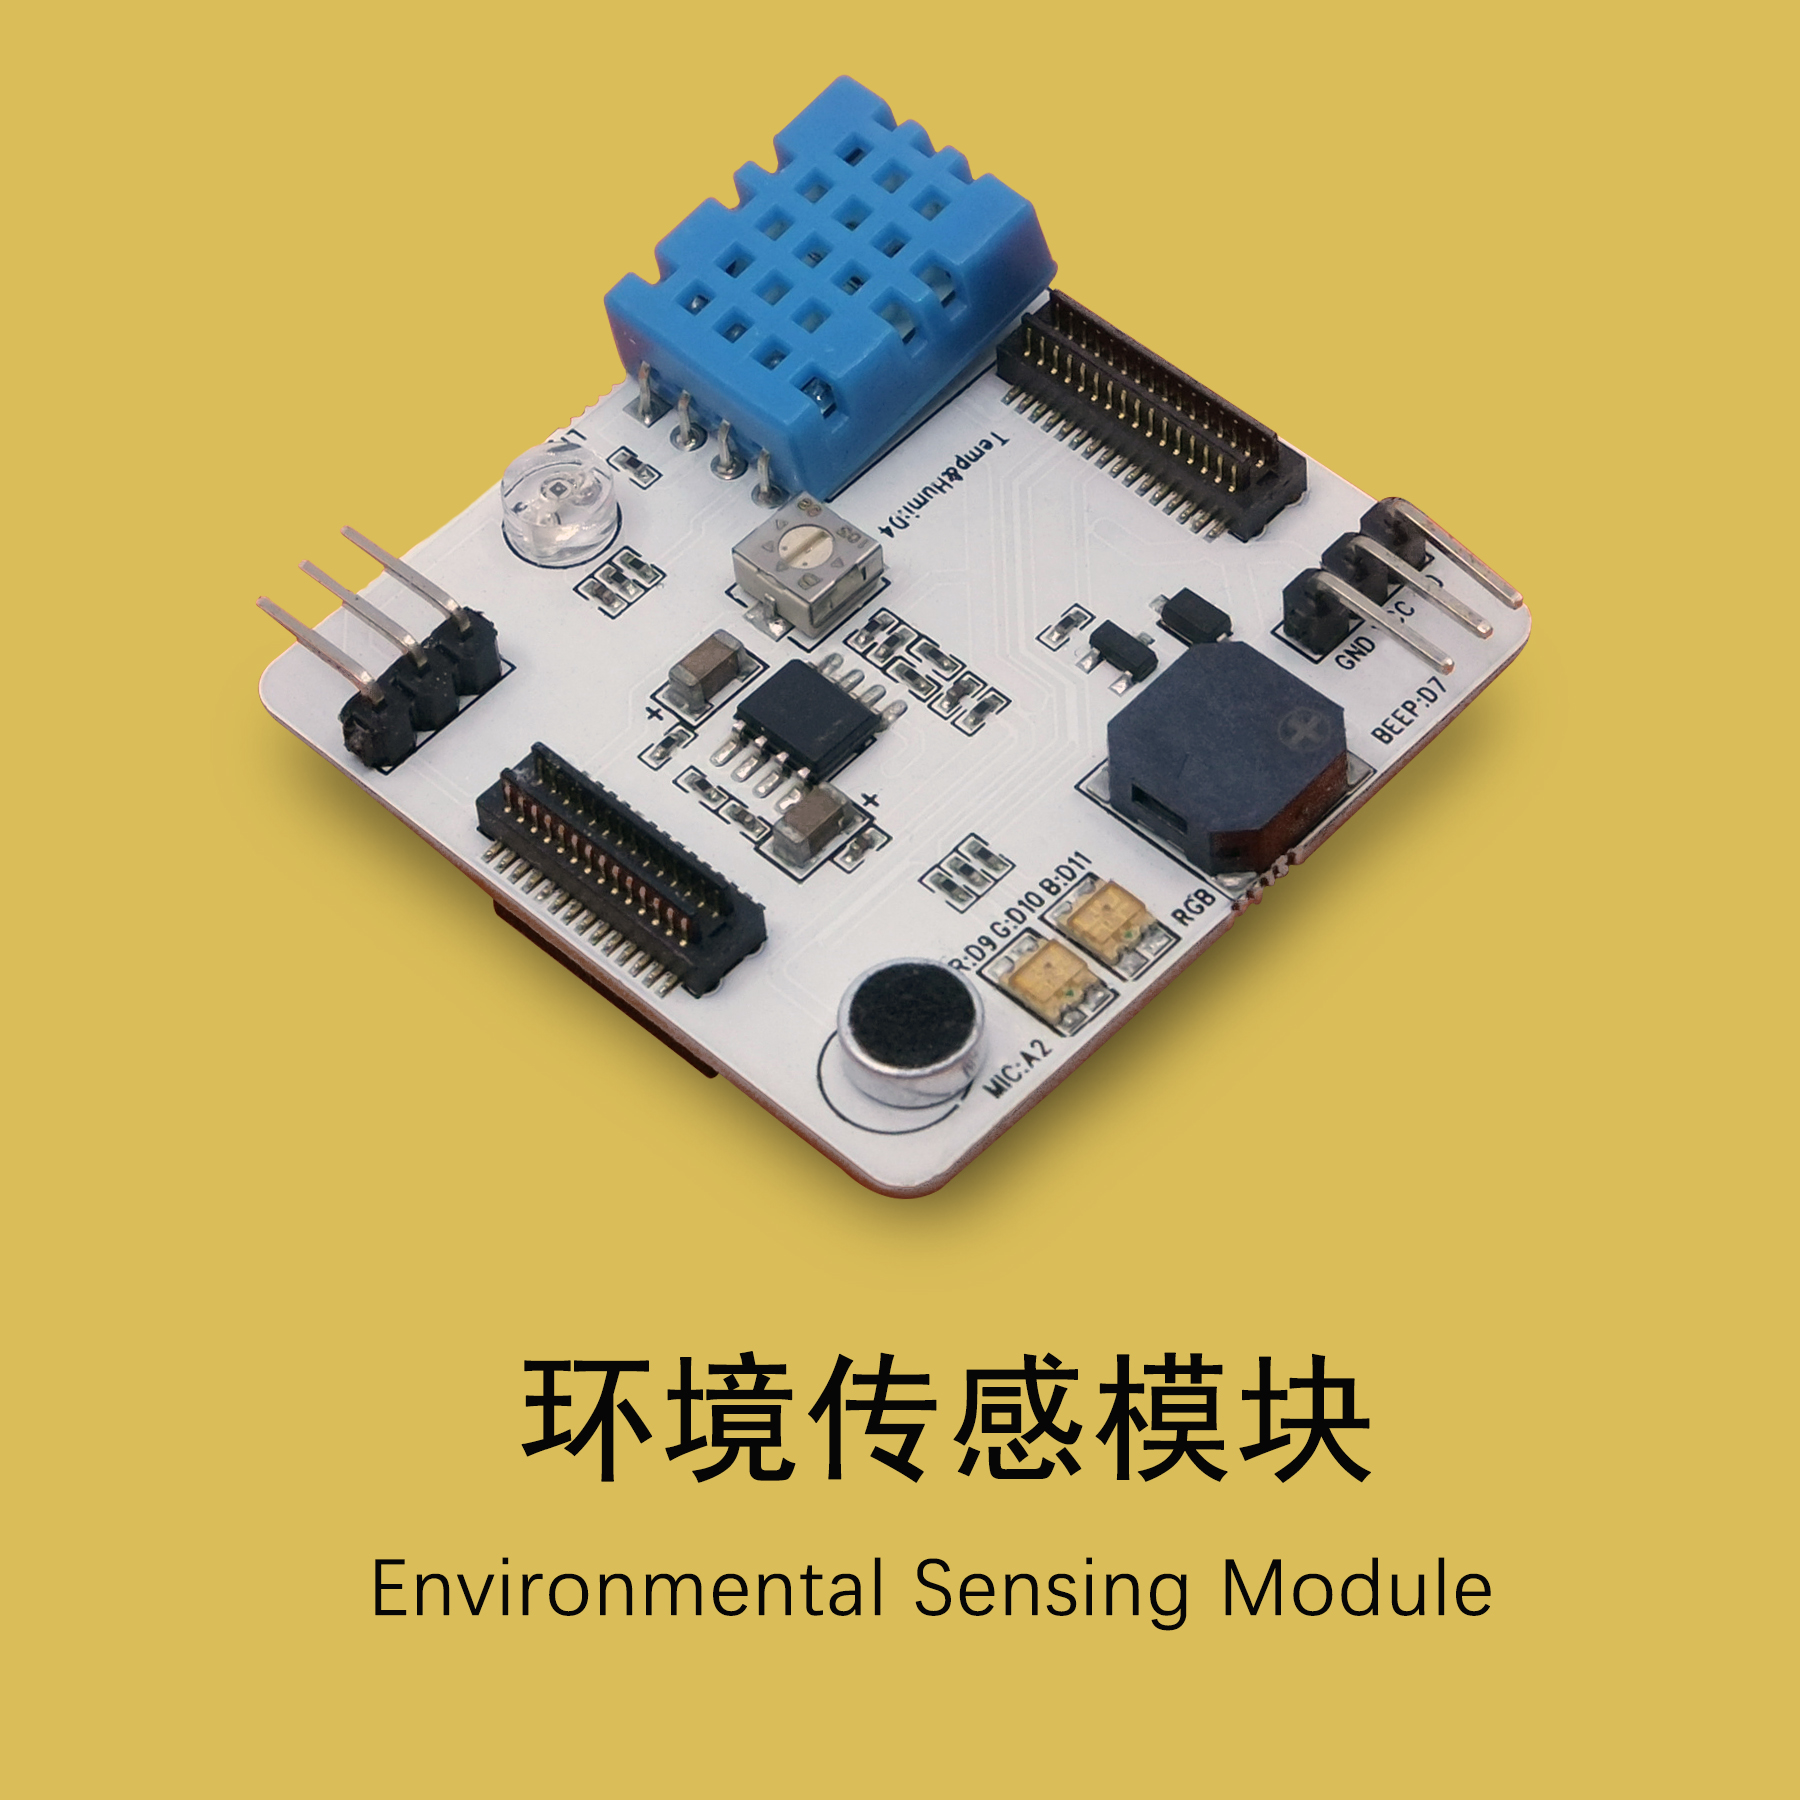 Temp&Humi:D4
103
GND
BEEP:D7
R:D9 G:D10 B:D11
RGB
MIC:A2
环境传感模块
Environmental Sensing Module